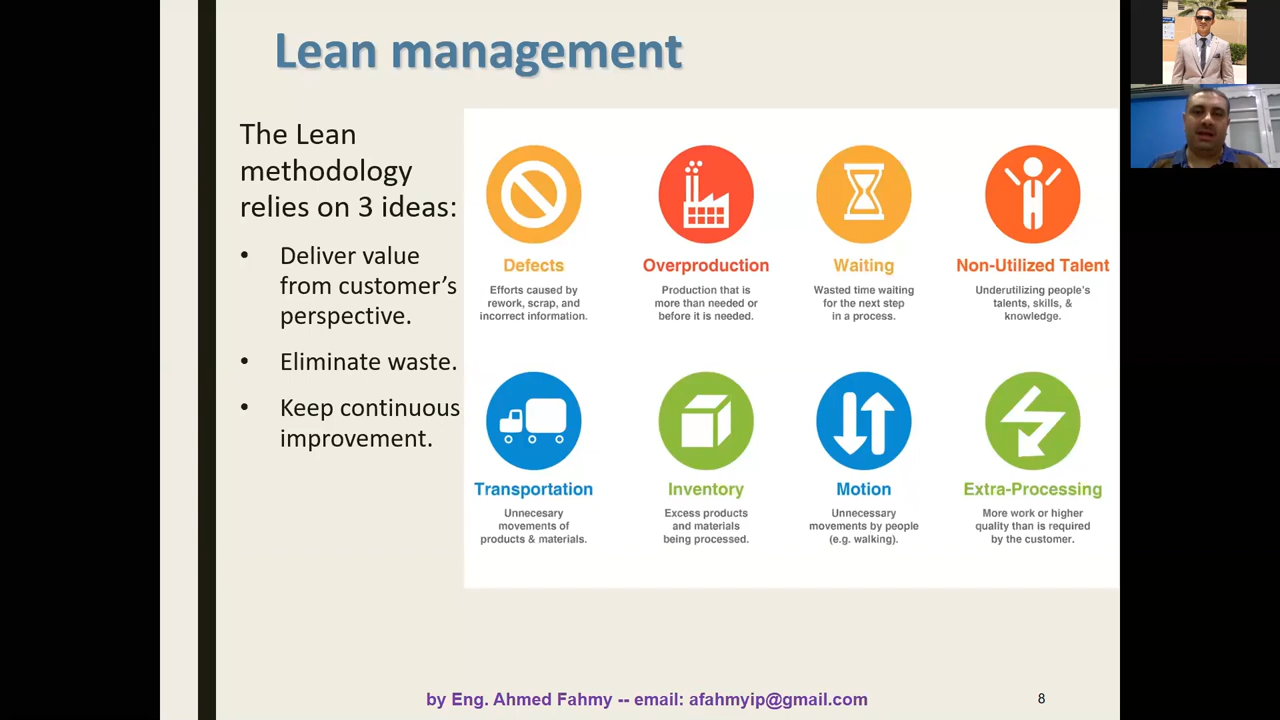 Lean management
The Lean
methodology
relies on 3 ideas:
• Deliver value
from customer’s
perspective.
• Eliminate waste.
• Keep continuous
improvement.
Defects
Efforts caused by
rework, scrap, and
incorrect information.
Overproduction
Production that is
more than needed or
before it is needed.
Waiting
Wasted time waiting
for the next step
in a process.
Non-Utilized Talent
Underutilizing people’s
talents, skills, &
knowledge.
Transportation
Unnecesary
movements of
products & materials.
Inventory
Excess products
and materials
being processed.
Motion
Unnecessary
movements by people
(e.g. walking).
Extra-Processing
More work or higher
quality than is required
by the customer.
by Eng. Ahmed Fahmy -- email: afahmyip@gmail.com
8